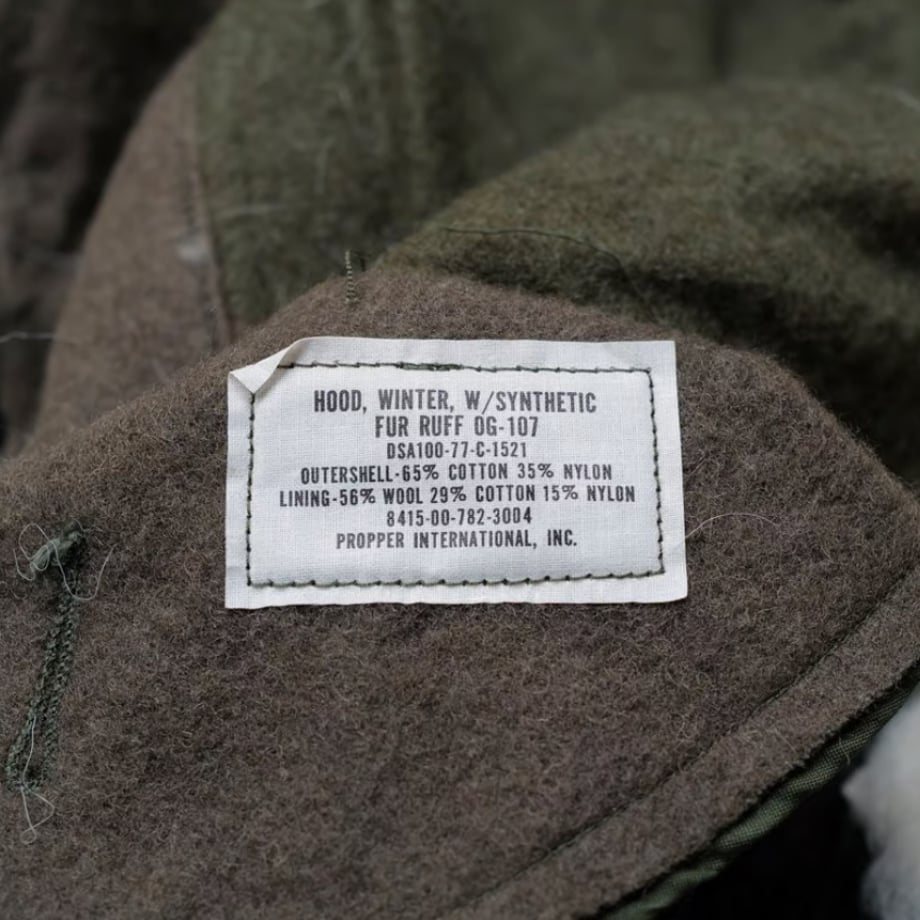 HOOD, WINTER, W/SYNTHETIC
FUR RUFF OG-107
DSA100-77-C-1521
OUTERSHELL-65% COTTON 35% NYLON
LINING-56% WOOL 29% COTTON 15% NYLON
8415-00-782-3004
PROPPER INTERNATIONAL, INC.